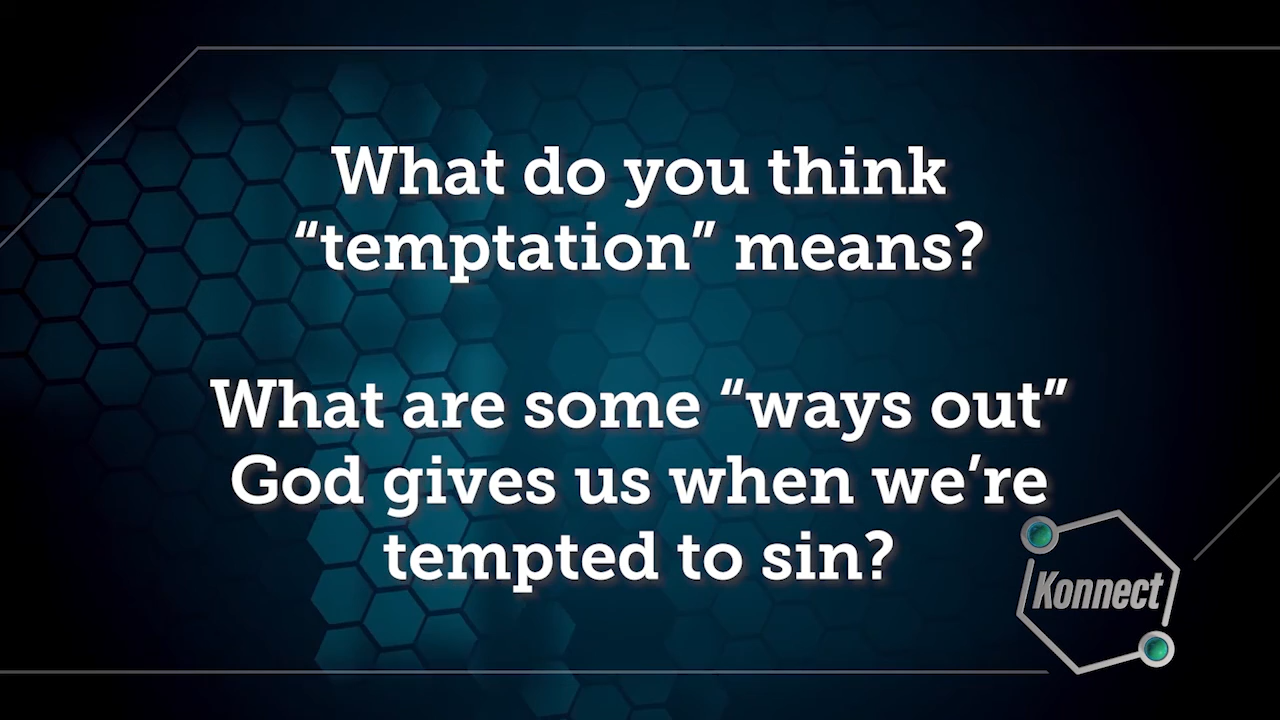 What do you think
“temptation” means?
What are some “ways out”
God gives us when we’re
tempted to sin?
Konnect